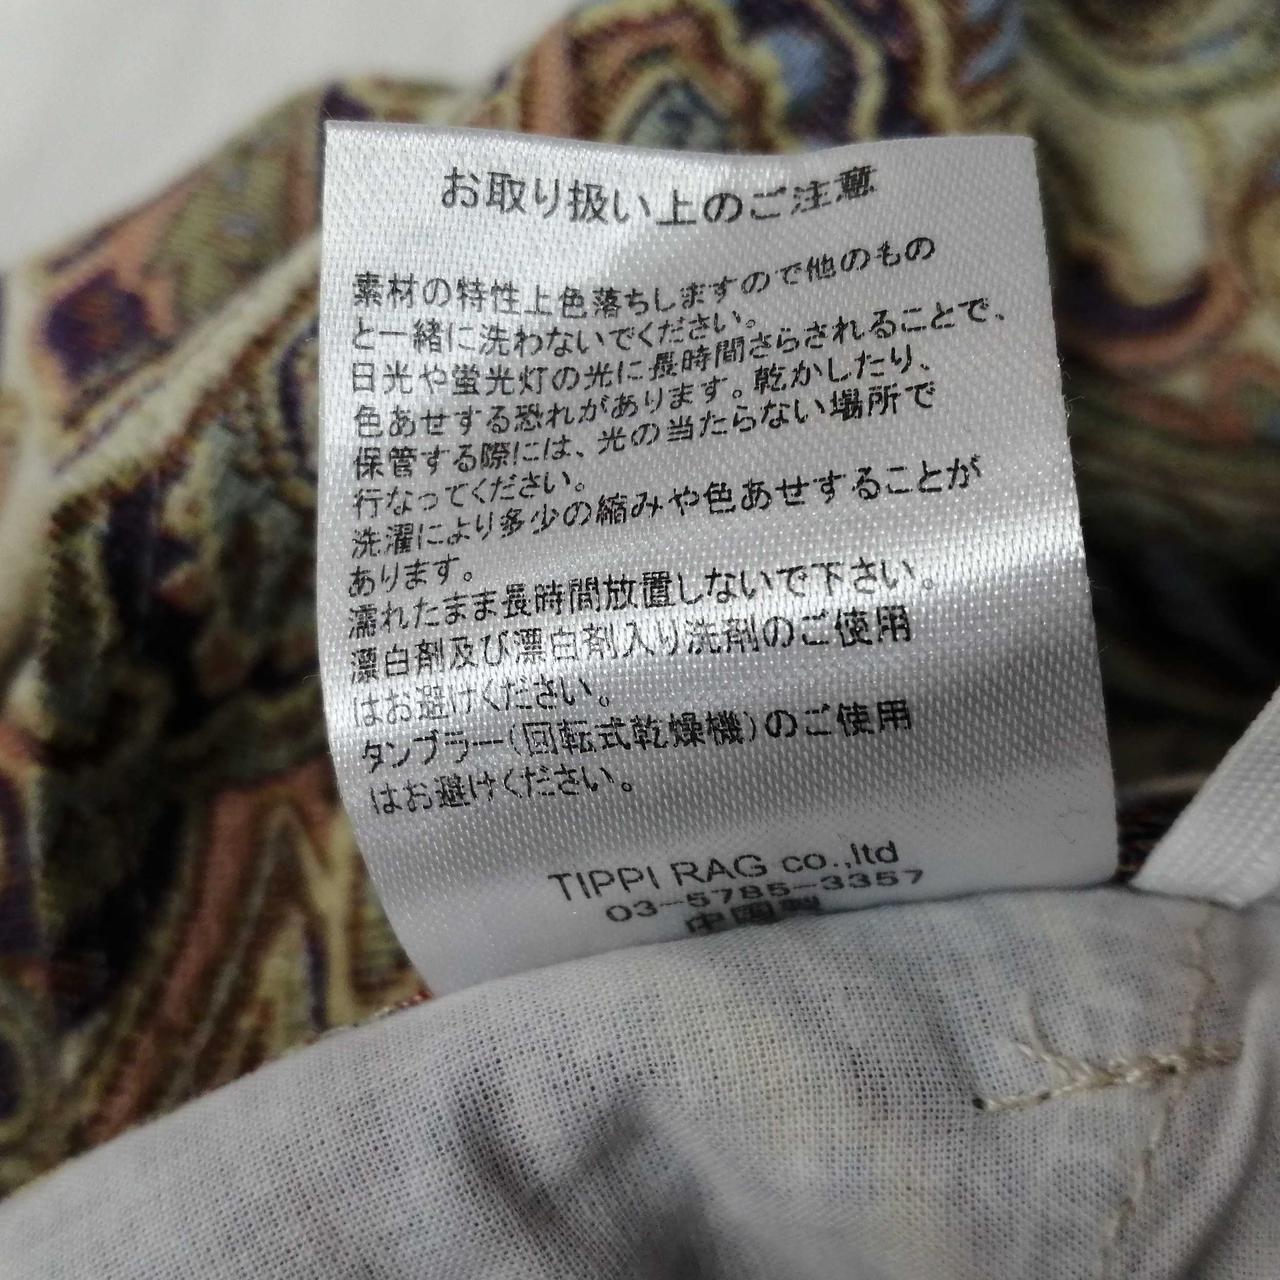 お取り扱い上のご注意
素材の特性上色落ちしますので他のもの
と一緒に洗わないでください。
日光や蛍光灯の光に長時間さらされることで、
色あせする恐れがあります。乾かしたり、
保管する際には、光の当たらない場所で
行なってください。
洗濯により多少の縮みや色あせすることが
あります。
濡れたまま長時間放置しないで下さい。
漂白剤及び漂白剤入り洗剤のご使用
はお避けください。
タンブラー(回転式乾燥機)のご使用
はお避けください。
TIPPI RAG co.,ltd
03-5785-3357
中国製